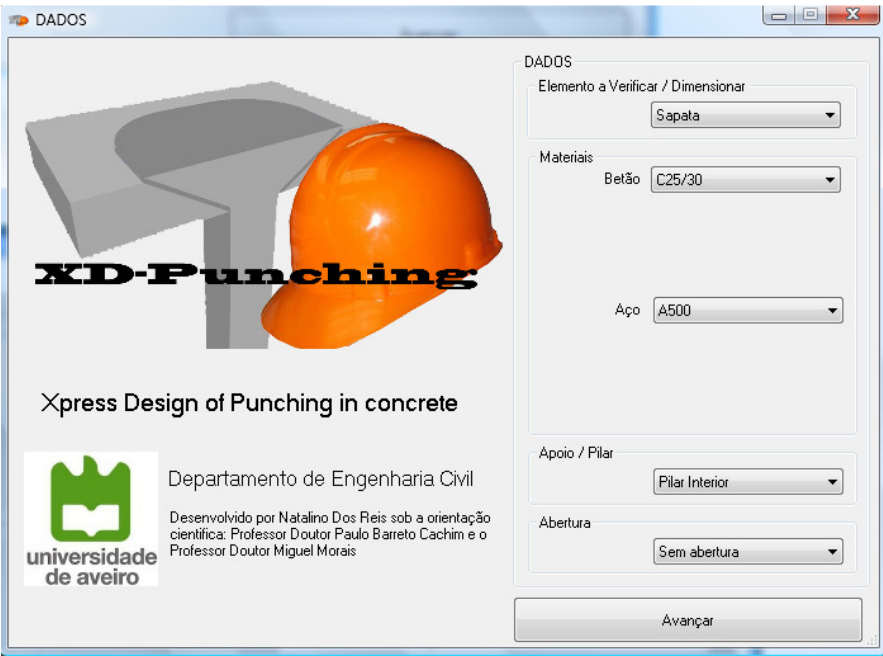 DADOS
XD-Punching
Xpress Design of Punching in concrete
universidade
de aveiro
Departamento de Engenharia Civil
Desenvolvido por Natalino Dos Reis sob a orientação
cientifica: Professor Doutor Paulo Barreto Cachim e o
Professor Doutor Miguel Morais
DADOS
Elemento a Verificar / Dimensionar
Sapata
Materiais
Betão C25/30
Aço A500
Apoio / Pilar
Pilar Interior
Abertura
Sem abertura
Avançar